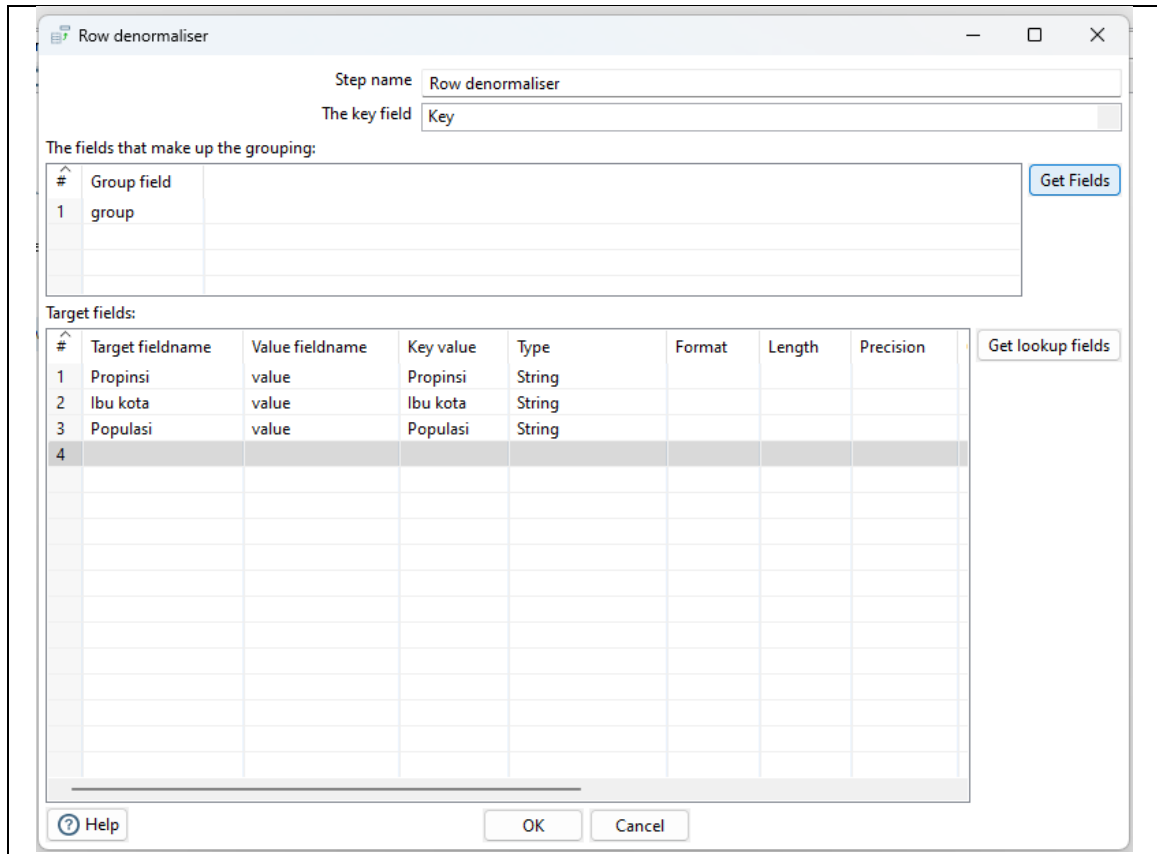 Row denormaliser
Step name Row denormaliser
The key field Key
The fields that make up the grouping:
# Group field
Get Fields
1 group
Target fields:
# Target fieldname Value fieldname Key value Type Format Length Precision
Get lookup fields
1 Propinsi value Propinsi String
2 Ibu kota value Ibu kota String
3 Populasi value Populasi String
4
Help OK Cancel